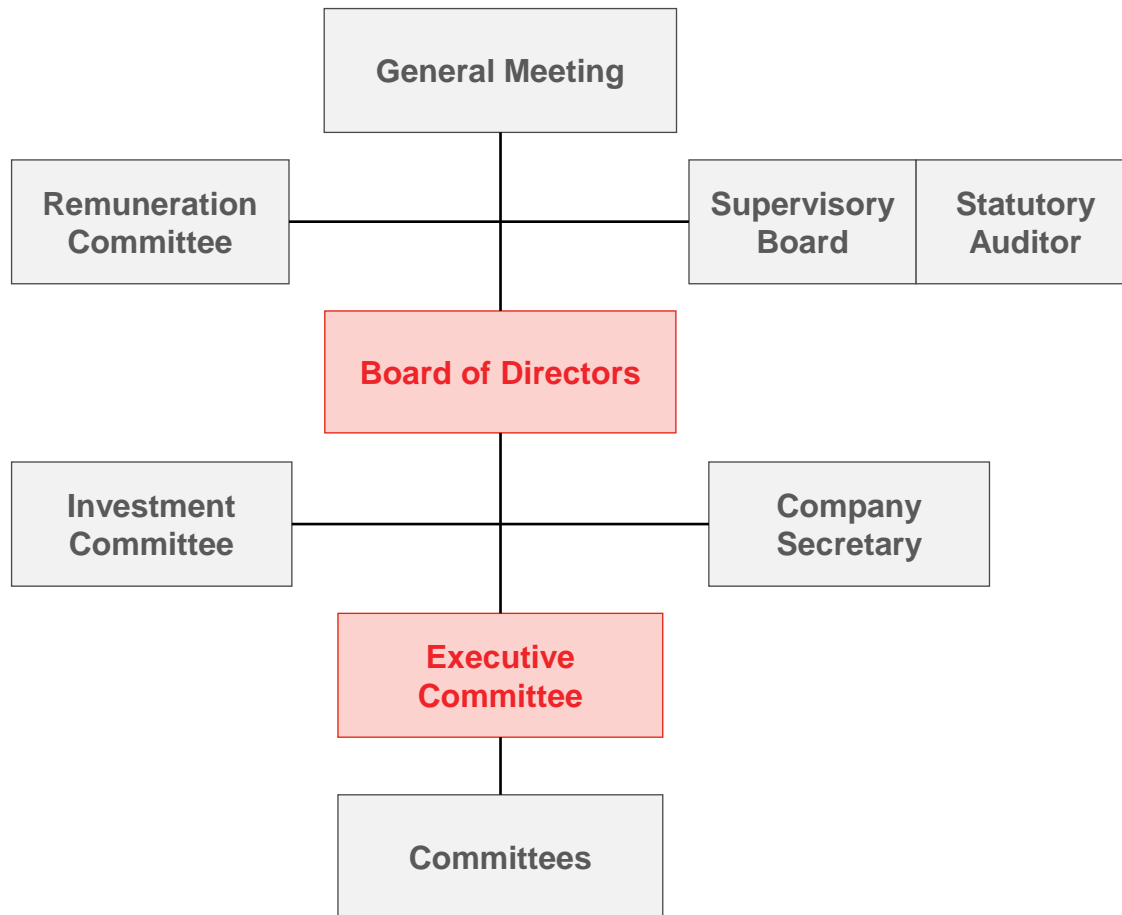 General Meeting
Remuneration
Committee
Supervisory
Board
Statutory
Auditor
Board of Directors
Investment
Committee
Company
Secretary
Executive
Committee
Committees